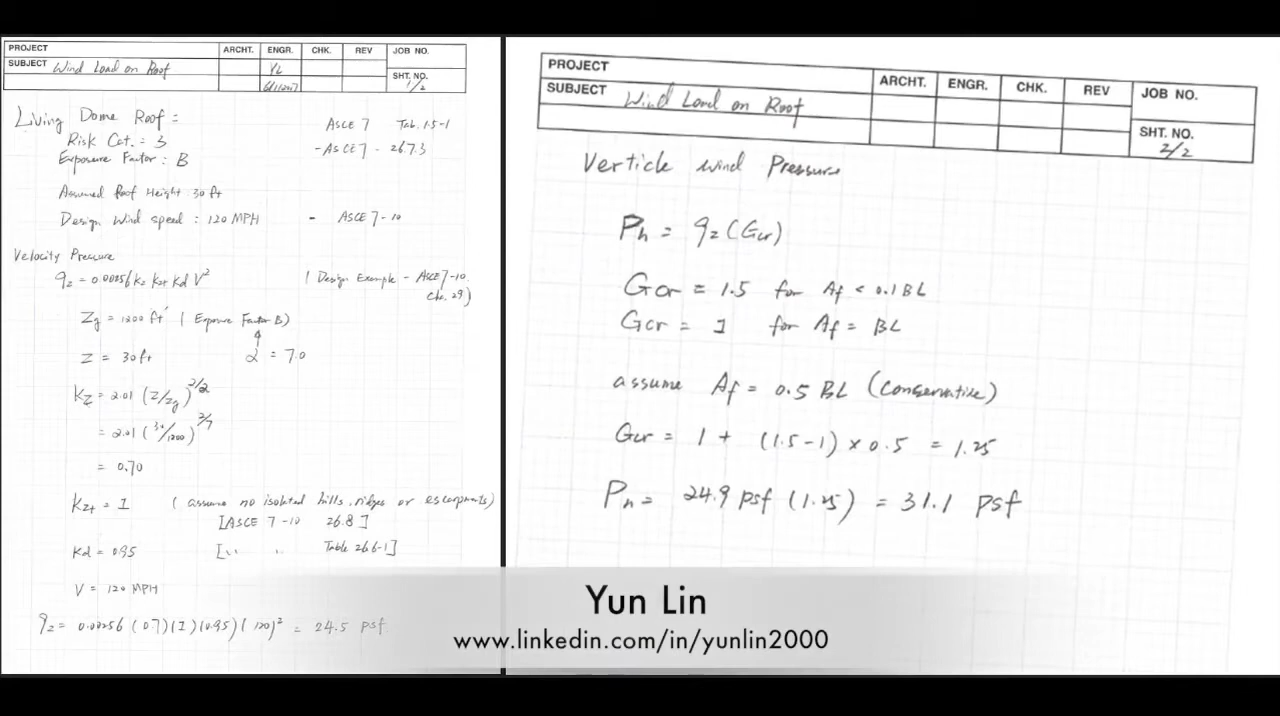 PROJECT ARCHT. ENGR. CHK. REV JOB NO.
SUBJECT Wind Load on Roof YL
SHT. NO. 1/2
Living Dome Roof =
Risk Cat. = 3 ASCE 7 Tab. 1.5-1
Exposure Factor : B - ASCE 7 - 26.7.3
Assumed Roof Height 30 ft
Design Wind Speed : 120 MPH - ASCE 7-10
Velocity Pressure
qz = 0.00256 Kz Kzt Kd V² ( Design Example - ASCE 7-10
Chp. 29)
Zg = 1200 ft' ( Exposure Factor B)
Z = 30 ft α = 7.0
Kz = 2.01 (Z/Zg)^2/α
= 2.01 (30/1200)^2/7
= 0.70
Kzt = 1 (assume no isolated hills, ridges or escarpments)
[ASCE 7-10 26.8]
Kd = 0.95 [ .. .. Table 26.6-1]
V = 120 MPH
qz = 0.00256 (0.7)(1)(0.95)(120)² = 24.5 psf
PROJECT ARCHT. ENGR. CHK. REV JOB NO.
SUBJECT Wind Load on Roof
SHT. NO. 2/2
Verticle wind Pressure
Pn = qz (Gcr)
Gcr = 1.5 for Af < 0.1 BL
Gcr = 1 for Af = BL
assume Af = 0.5 BL (Conservative)
Gcr = 1 + (1.5-1) x 0.5 = 1.25
Pn = 24.9 psf (1.25) = 31.1 psf
Yun Lin
www.linkedin.com/in/yunlin2000